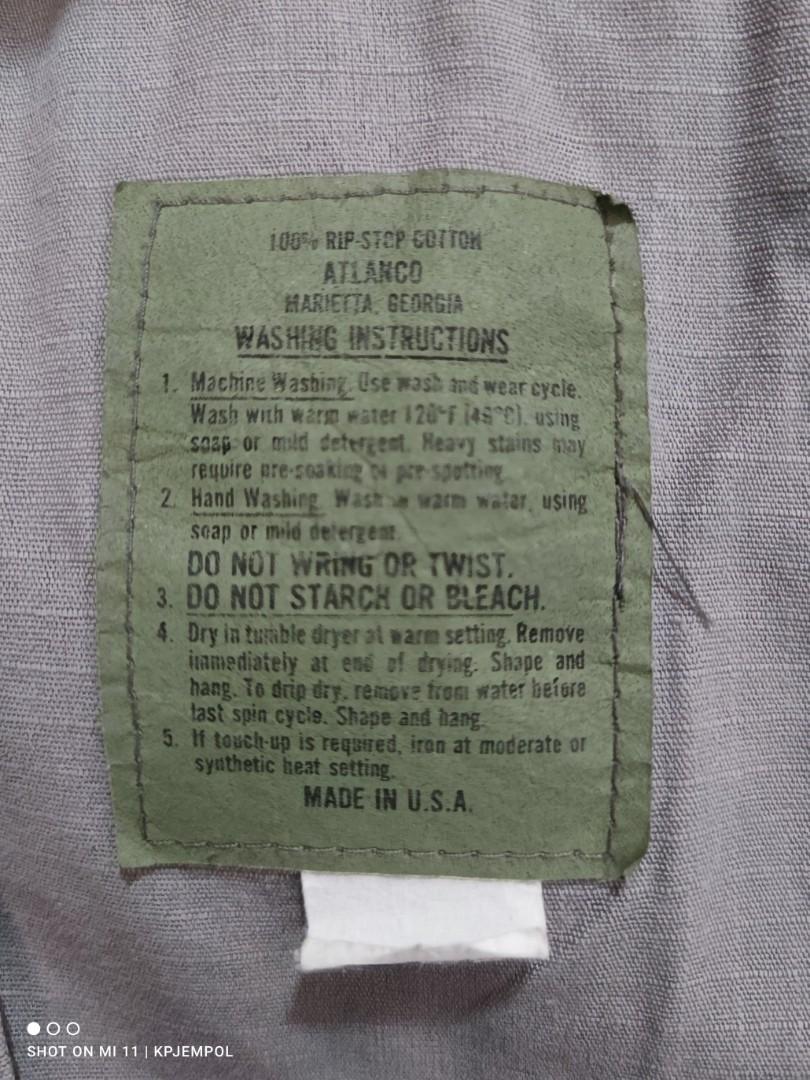 100% RIP-STOP COTTON
ATLANCO
MARIETTA, GEORGIA
WASHING INSTRUCTIONS
1. Machine Washing. Use wash and wear cycle.
Wash with warm water 120°F (49°C), using
soap or mild detergent. Heavy stains may
require pre-soaking or pre-spotting.
2. Hand Washing. Wash in warm water, using
soap or mild detergent.
DO NOT WRING OR TWIST.
3. DO NOT STARCH OR BLEACH.
4. Dry in tumble dryer at warm setting. Remove
immediately at end of drying. Shape and
hang. To drip dry, remove from water before
last spin cycle. Shape and hang.
5. If touch-up is required, iron at moderate or
synthetic heat setting.
MADE IN U.S.A.
SHOT ON MI 11 | KPJEMPOL